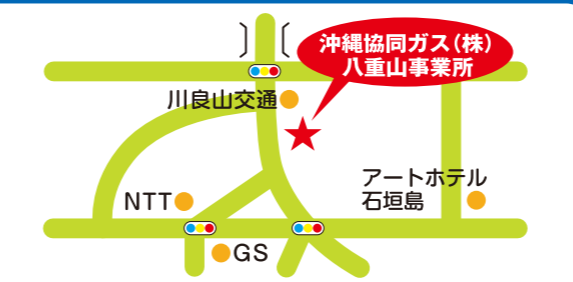 沖縄協同ガス(株)
八重山事業所
川良山交通
アートホテル
石垣島
NTT
GS